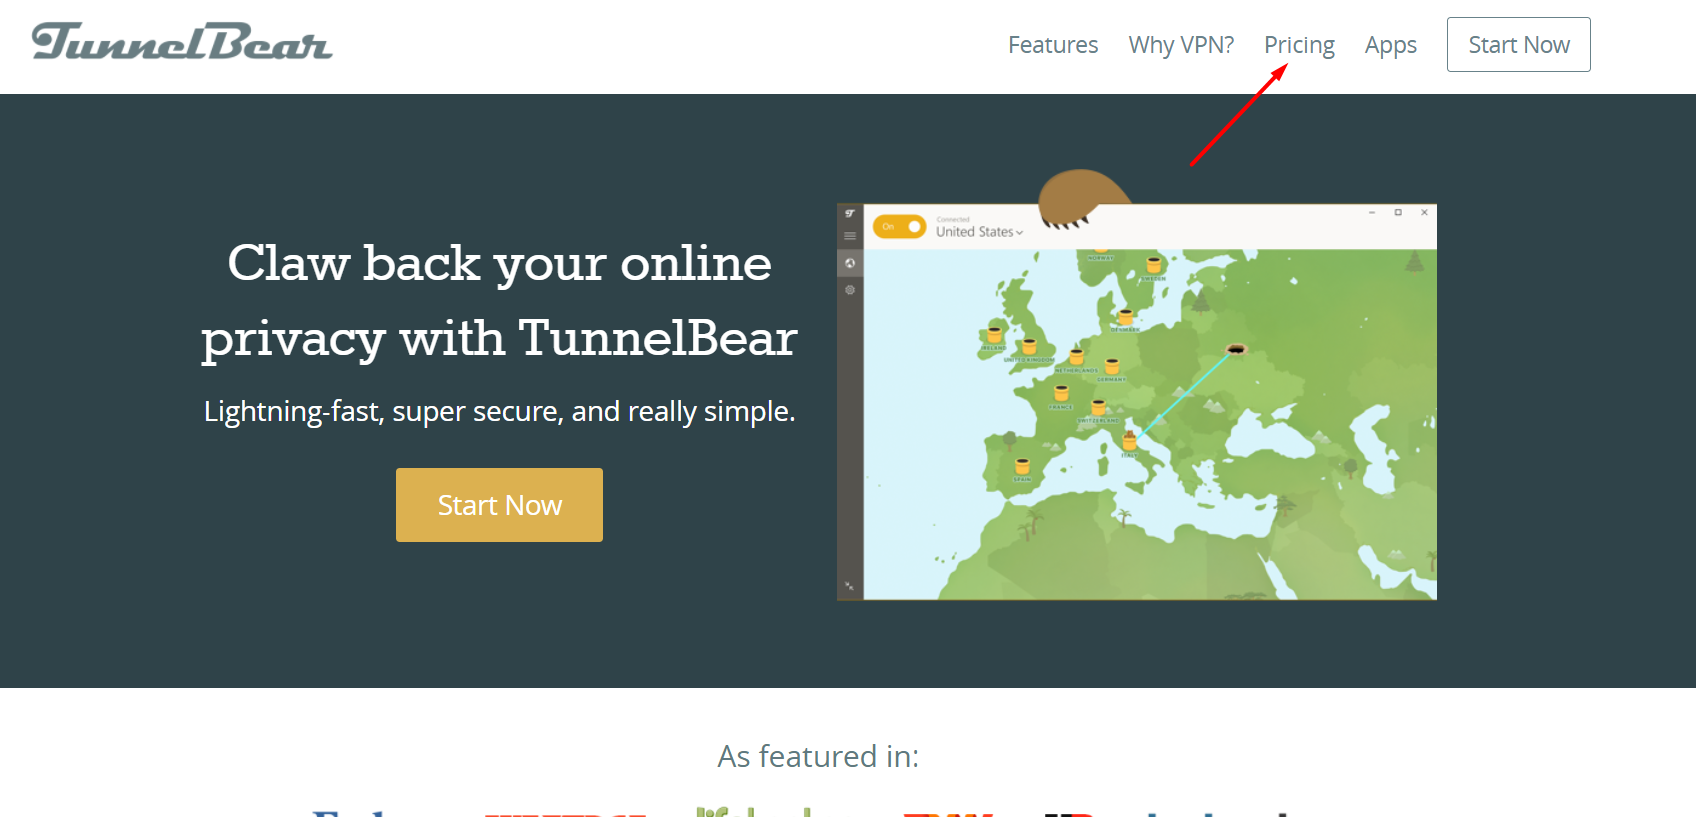 TunnelBear
Features Why VPN? Pricing Apps Start Now
Claw back your online
privacy with TunnelBear
Lightning-fast, super secure, and really simple.
Start Now
On
Connected
United States
NORWAY
SWEDEN
DENMARK
IRELAND
UNITED KINGDOM
NETHERLANDS
GERMANY
FRANCE
SWITZERLAND
ITALY
SPAIN
As featured in: